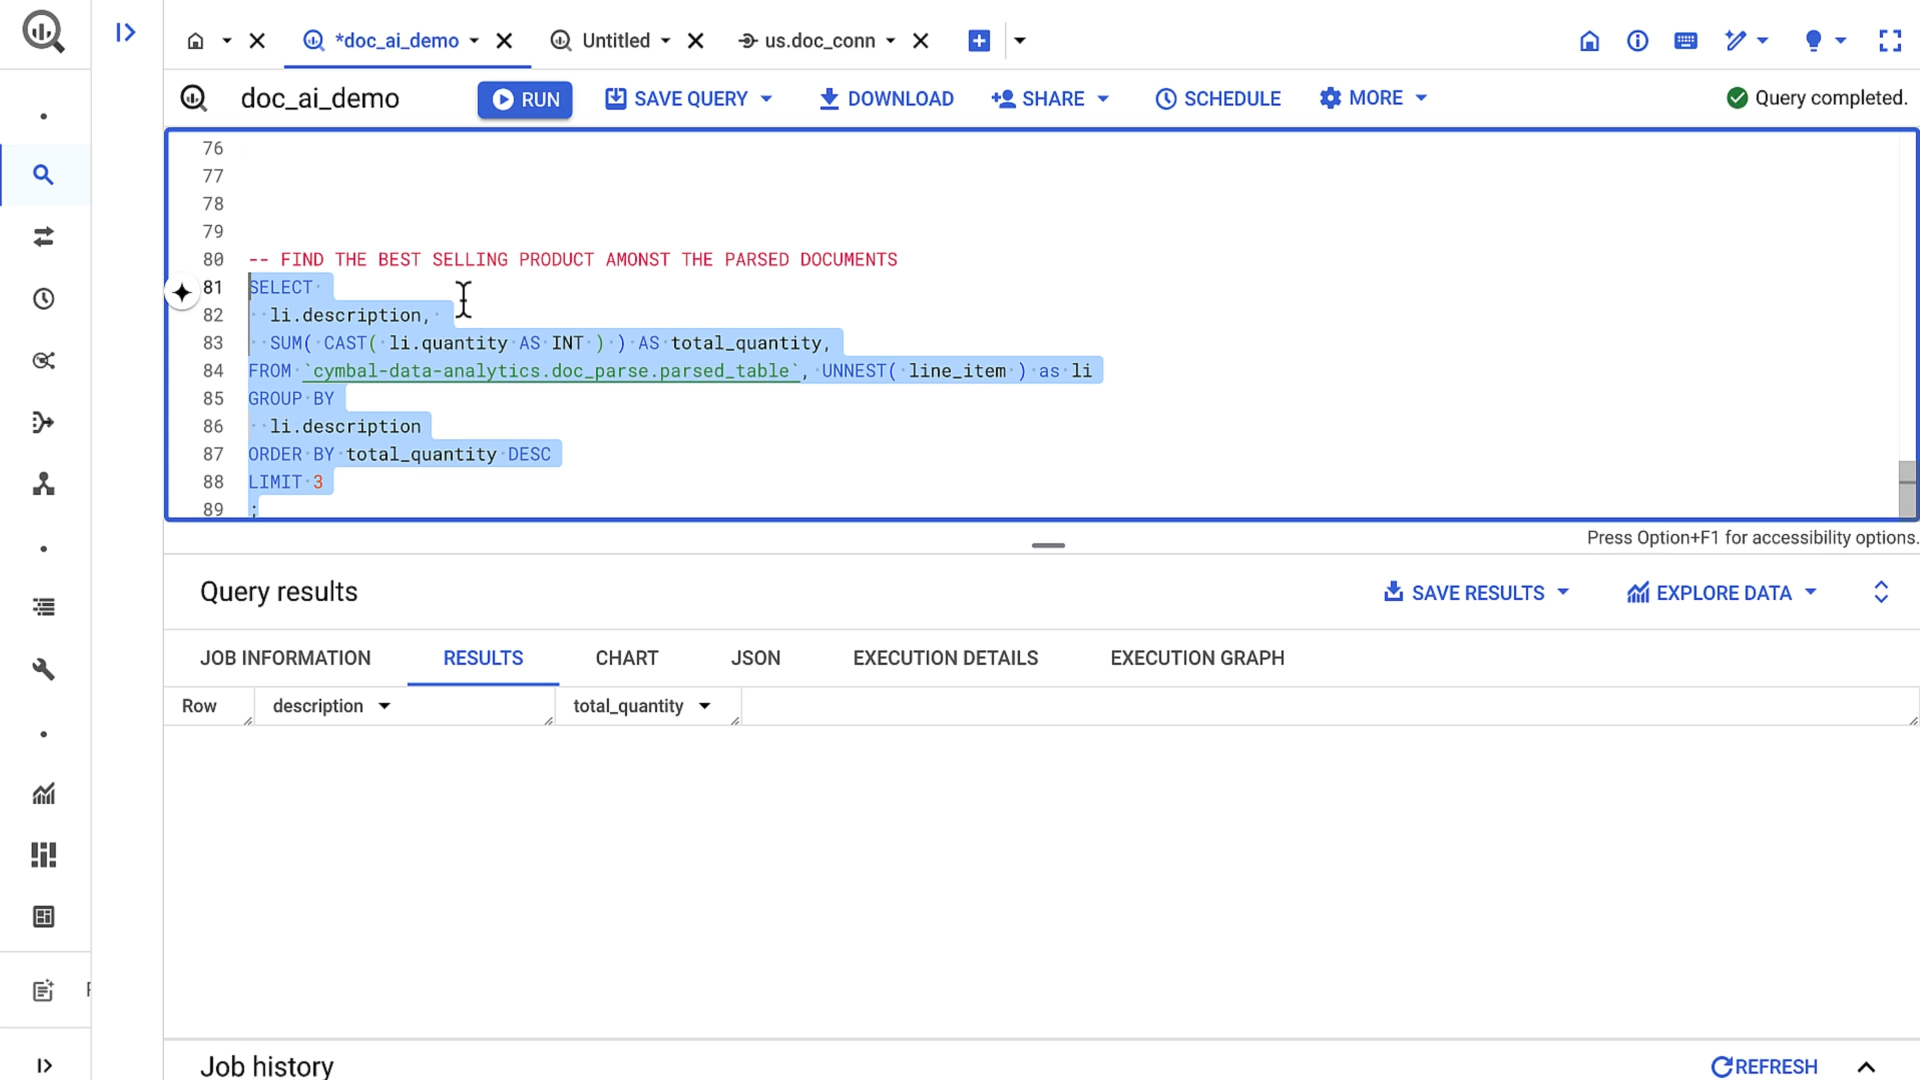 *doc_ai_demo
Untitled
us.doc_conn
doc_ai_demo
RUN
SAVE QUERY
DOWNLOAD
SHARE
SCHEDULE
MORE
Query completed.
76
77
78
79
80 -- FIND THE BEST SELLING PRODUCT AMONST THE PARSED DOCUMENTS
81 SELECT
82 li.description,
83 SUM( CAST( li.quantity AS INT ) ) AS total_quantity,
84 FROM `cymbal-data-analytics.doc_parse.parsed_table`, UNNEST( line_item ) as li
85 GROUP BY
86 li.description
87 ORDER BY total_quantity DESC
88 LIMIT 3
89 ;
Press Option+F1 for accessibility options.
Query results
SAVE RESULTS
EXPLORE DATA
JOB INFORMATION
RESULTS
CHART
JSON
EXECUTION DETAILS
EXECUTION GRAPH
Row
description
total_quantity
Job history
REFRESH